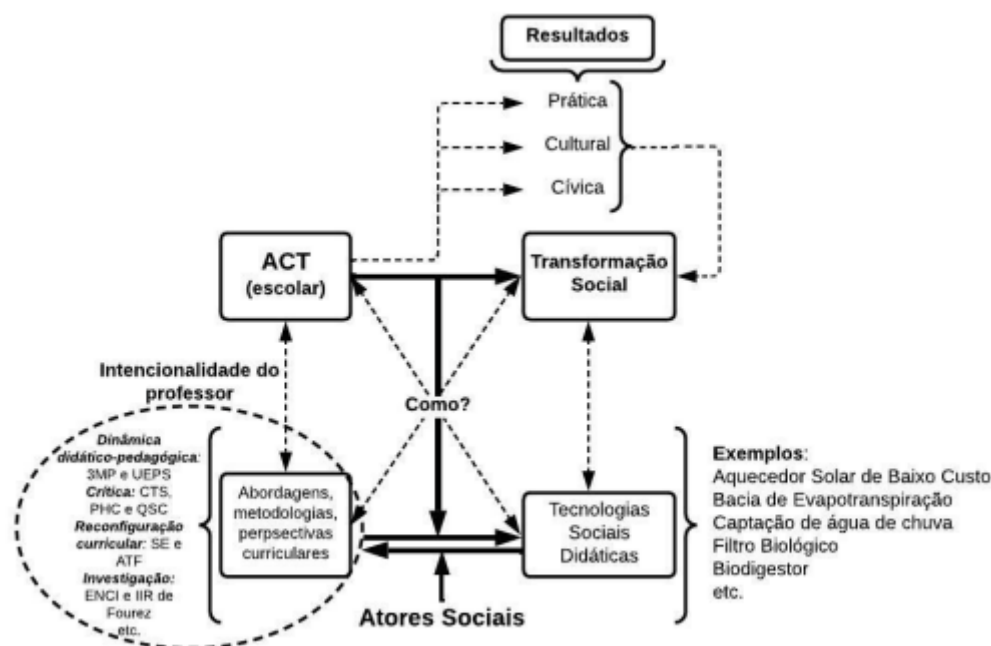 Resultados
Prática
Cultural
Cívica
ACT
(escolar)
Transformação
Social
Intencionalidade do
professor
Como?
Dinâmica
didático-pedagógica:
3MP e UEPS
Crítica: CTS,
PHC e QSC
Reconfiguração
curricular: SE e
ATF
Investigação:
ENCI e IIR de
Fourez
etc.
Abordagens,
metodologias,
perpsectivas
curriculares
Tecnologias
Sociais
Didáticas
Exemplos:
Aquecedor Solar de Baixo Custo
Bacia de Evapotranspiração
Captação de água de chuva
Filtro Biológico
Biodigestor
etc.
Atores Sociais